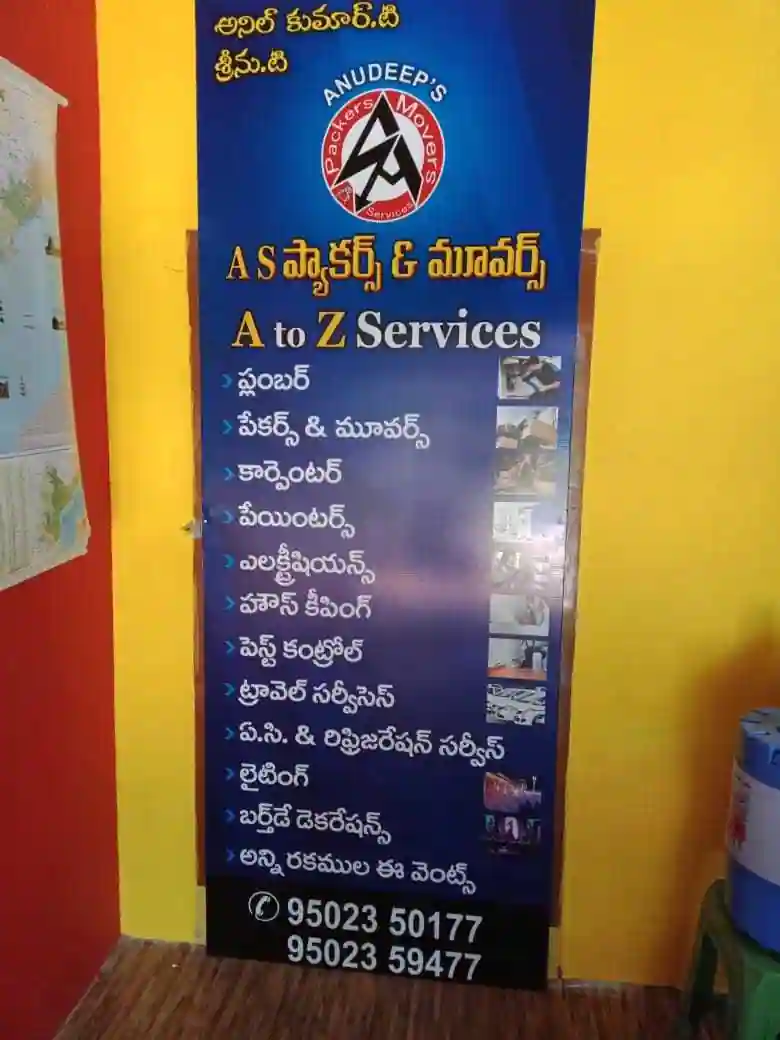 అనిల్ కుమార్.టి
శ్రీను.టి
ANUDEEP'S
Packers Movers
& Services
A S ప్యాకర్స్ & మూవర్స్
A to Z Services
ప్లంబర్
పేకర్స్ & మూవర్స్
కార్పెంటర్
పేయింటర్స్
ఎలక్ట్రీషియన్స్
హౌస్ కీపింగ్
పెస్ట్ కంట్రోల్
ట్రావెల్ సర్వీసెస్
ఏ.సి. & రిఫ్రిజరేషన్ సర్వీస్
లైటింగ్
బర్త్‌డే డెకరేషన్స్
అన్ని రకముల ఈ వెంట్స్
95023 50177
95023 59477